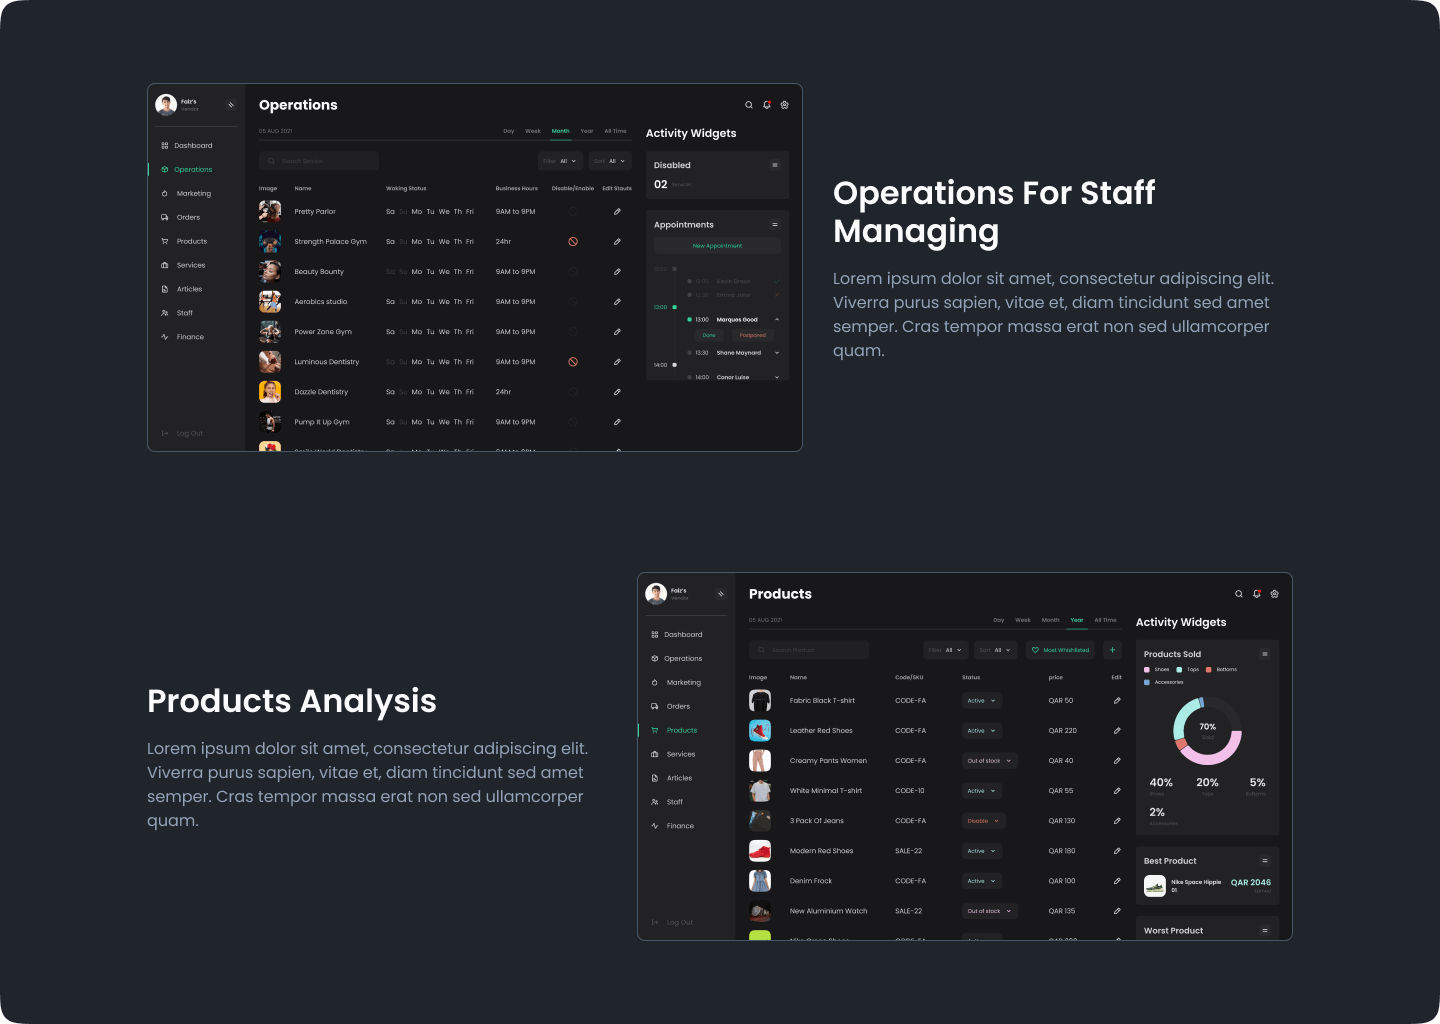 Faiz's
Vendor
Dashboard
Operations
Marketing
Orders
Products
Services
Articles
Staff
Finance
Log Out
Operations
05 AUG 2021
Day Week Month Year All Time
Search Service
Filter All
Sort All
Image Name Woking Status Business Hours Disable/Enable Edit Stauts
Pretty Parlor Sa Su Mo Tu We Th Fri 9AM to 9PM
Strength Palace Gym Sa Su Mo Tu We Th Fri 24hr
Beauty Bounty Sa Su Mo Tu We Th Fri 9AM to 9PM
Aerobics studio Sa Su Mo Tu We Th Fri 9AM to 9PM
Power Zone Gym Sa Su Mo Tu We Th Fri 9AM to 9PM
Luminous Dentistry Sa Su Mo Tu We Th Fri 9AM to 9PM
Dazzle Dentistry Sa Su Mo Tu We Th Fri 24hr
Pump It Up Gym Sa Su Mo Tu We Th Fri 9AM to 9PM
Activity Widgets
Disabled
02 Services
Appointments
New Appointment
12:00 Kevin Bruce
12:30 Emma Jane
13:00
13:00 Marques Good
Done Postponed
13:30 Shane Maynard
14:00
14:00 Conor Luise
Operations For Staff
Managing
Lorem ipsum dolor sit amet, consectetur adipiscing elit.
Viverra purus sapien, vitae et, diam tincidunt sed amet
semper. Cras tempor massa erat non sed ullamcorper
quam.
Products Analysis
Lorem ipsum dolor sit amet, consectetur adipiscing elit.
Viverra purus sapien, vitae et, diam tincidunt sed amet
semper. Cras tempor massa erat non sed ullamcorper
quam.
Faiz's
Vendor
Dashboard
Operations
Marketing
Orders
Products
Services
Articles
Staff
Finance
Log Out
Products
05 AUG 2021
Day Week Month Year All Time
Search Product
Filter All
Sort All
Most Whishlisted
Image Name Code/SKU Status price Edit
Fabric Black T-shirt CODE-FA Active QAR 50
Leather Red Shoes CODE-FA Active QAR 220
Creamy Pants Women CODE-FA Out of stock QAR 40
White Minimal T-shirt CODE-10 Active QAR 55
3 Pack Of Jeans CODE-FA Disable QAR 130
Modern Red Shoes SALE-22 Active QAR 180
Denim Frock CODE-FA Active QAR 100
New Aluminium Watch SALE-22 Out of stock QAR 135
Activity Widgets
Products Sold
Shoes Tops Bottoms
Accessories
70%
Sold
40% 20% 5%
Shoes Tops Bottoms
2%
Accessories
Best Product
Nike Space Hippie
01
QAR 2046
Earned
Worst Product